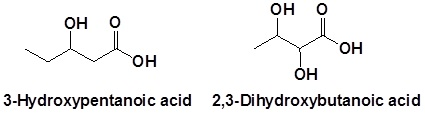 OH O OH O
OH OH
OH
3-Hydroxypentanoic acid 2,3-Dihydroxybutanoic acid